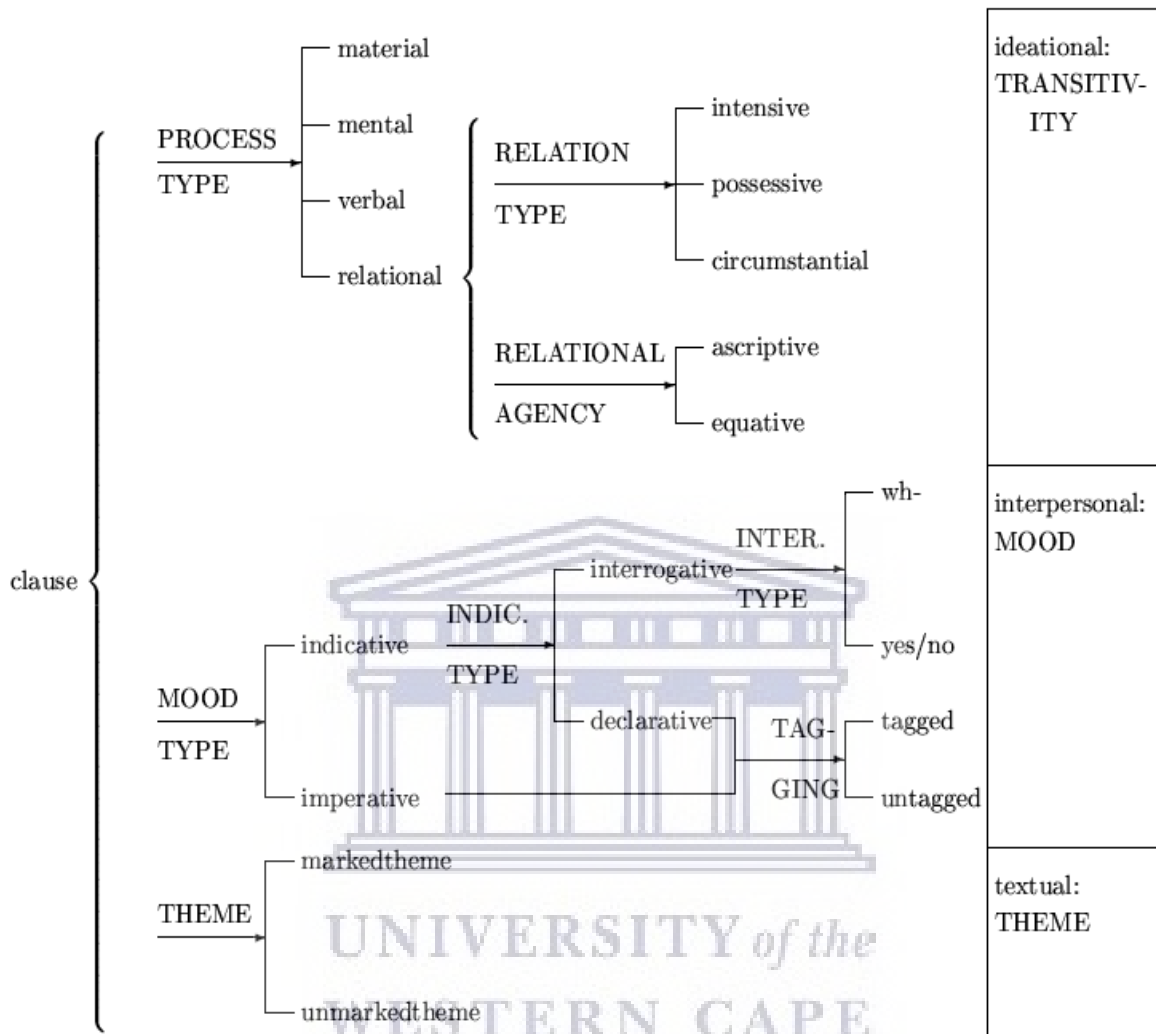 material
ideational:
TRANSITIV-
ITY
mental
intensive
PROCESS
TYPE
RELATION
TYPE
verbal
possessive
relational
circumstantial
RELATIONAL
AGENCY
ascriptive
equative
wh-
interpersonal:
MOOD
INTER.
TYPE
interrogative
clause
INDIC.
TYPE
indicative
yes/no
MOOD
TYPE
declarative
TAG-
GING
tagged
imperative
untagged
markedtheme
textual:
THEME
THEME
UNIVERSITY of the
unmarkedtheme
WESTERN CAPE